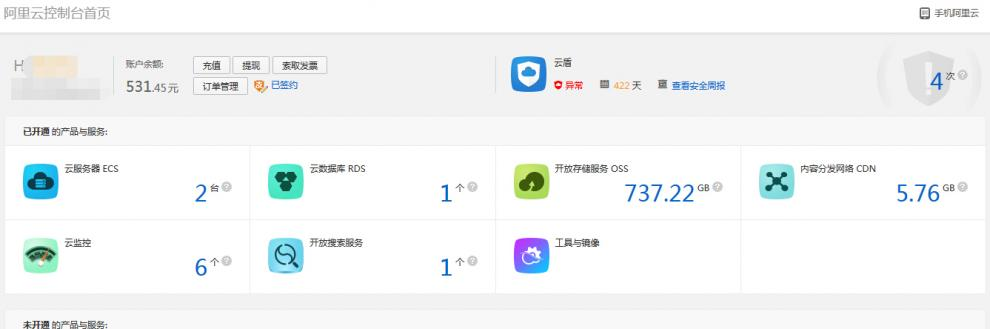 阿里云控制台首页
手机阿里云
H
账户余额: 充值 提现 索取发票
531.45元 订单管理 已签约
云盾
异常 422 天 查看安全周报
4次
已开通的产品与服务:
云服务器 ECS
2台
云数据库 RDS
1个
开放存储服务 OSS
737.22GB
内容分发网络 CDN
5.76GB
云监控
6个
开放搜索服务
1个
工具与镜像
未开通的产品与服务: